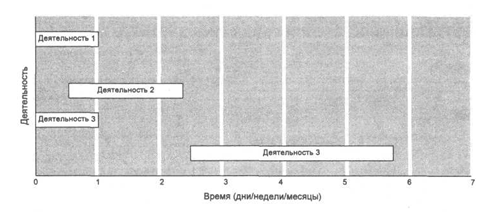 Деятельность 1
Деятельность 2
Деятельность 3
Деятельность 3
Деятельность
0 1 2 3 4 5 6 7
Время (дни/недели/месяцы)